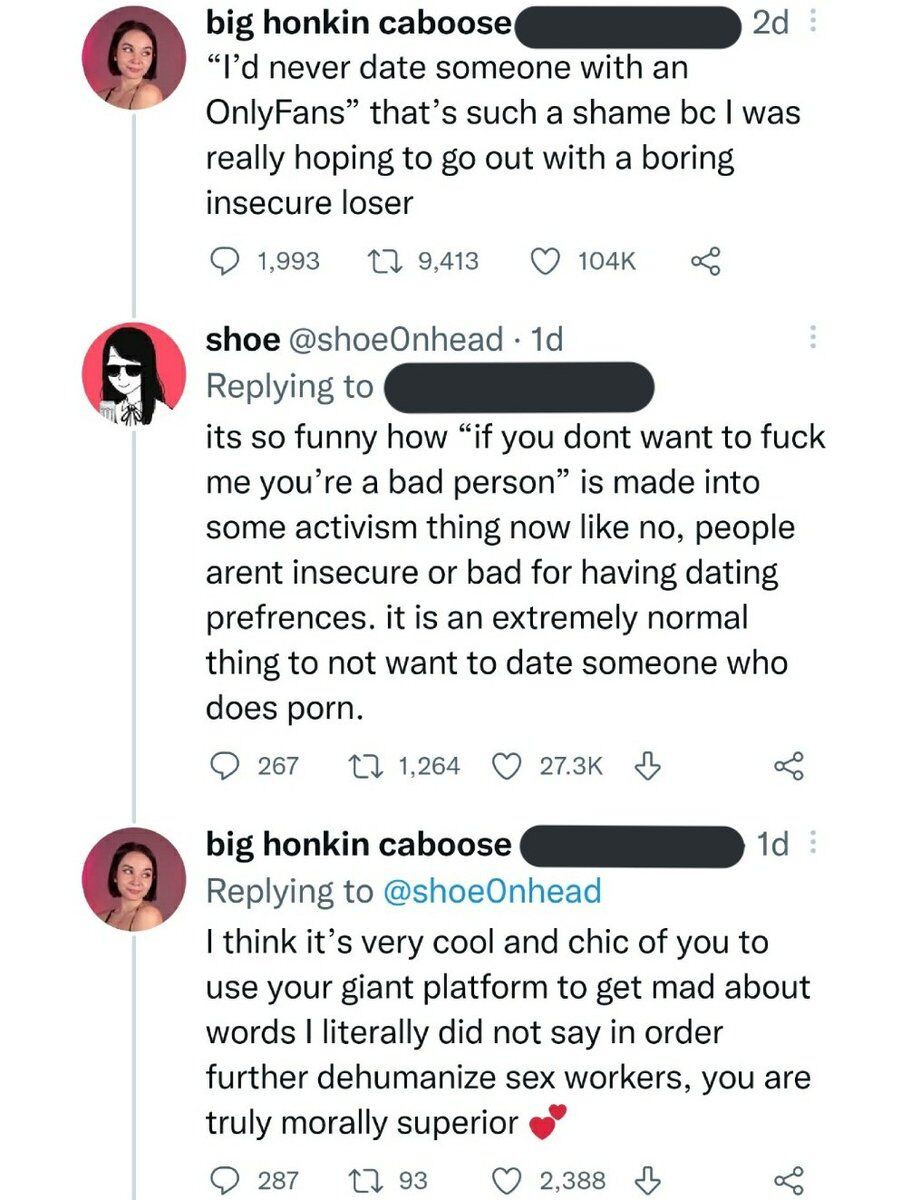 big honkin caboose 2d
“I’d never date someone with an
OnlyFans” that’s such a shame bc I was
really hoping to go out with a boring
insecure loser
1,993 9,413 104K
shoe @shoe0nhead · 1d
Replying to
its so funny how “if you dont want to fuck
me you’re a bad person” is made into
some activism thing now like no, people
arent insecure or bad for having dating
prefrences. it is an extremely normal
thing to not want to date someone who
does porn.
267 1,264 27.3K
big honkin caboose 1d
Replying to @shoe0nhead
I think it’s very cool and chic of you to
use your giant platform to get mad about
words I literally did not say in order
further dehumanize sex workers, you are
truly morally superior 💕
287 93 2,388